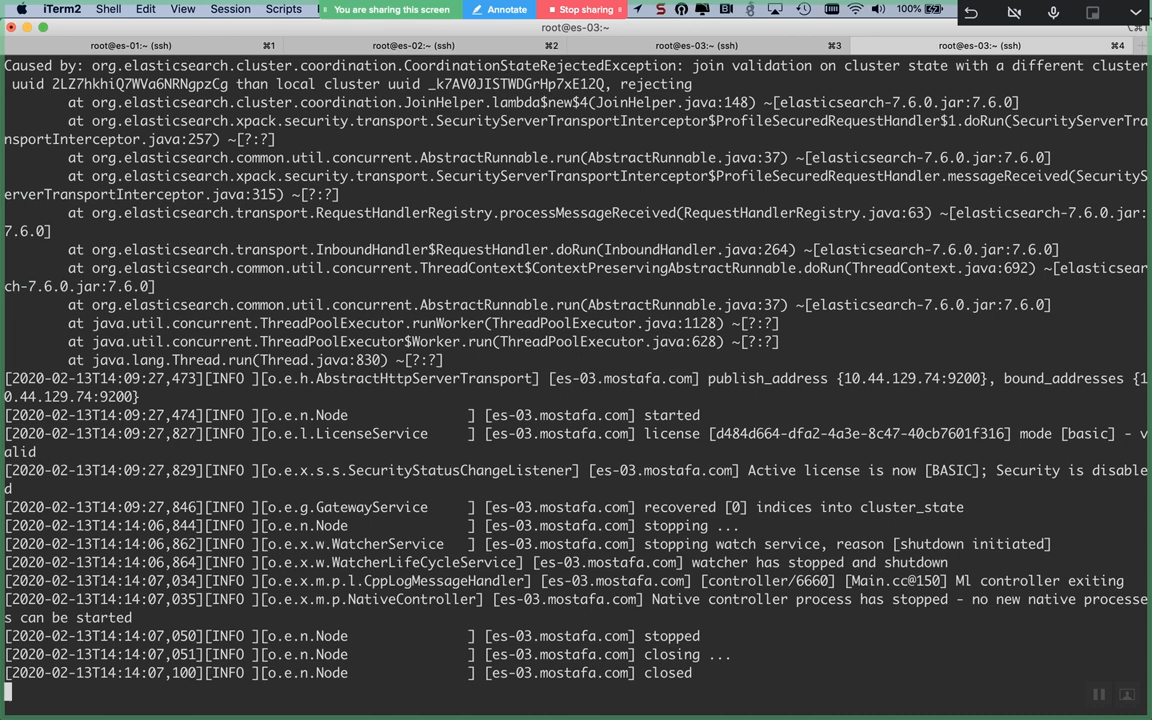 iTerm2 Shell Edit View Session Scripts You are sharing this screen Annotate Stop sharing 100%
root@es-03:~
root@es-01:~ (ssh) ⌘1 root@es-02:~ (ssh) ⌘2 root@es-03:~ (ssh) ⌘3 root@es-03:~ (ssh) ⌘4
Caused by: org.elasticsearch.cluster.coordination.CoordinationStateRejectedException: join validation on cluster state with a different cluster
uuid 2LZ7hkhiQ7WVa6NRNgpzCg than local cluster uuid _k7AV0JISTWDGrHp7xE12Q, rejecting
at org.elasticsearch.cluster.coordination.JoinHelper.lambda$new$4(JoinHelper.java:148) ~[elasticsearch-7.6.0.jar:7.6.0]
at org.elasticsearch.xpack.security.transport.SecurityServerTransportInterceptor$ProfileSecuredRequestHandler$1.doRun(SecurityServerTra
nsportInterceptor.java:257) ~[?:?]
at org.elasticsearch.common.util.concurrent.AbstractRunnable.run(AbstractRunnable.java:37) ~[elasticsearch-7.6.0.jar:7.6.0]
at org.elasticsearch.xpack.security.transport.SecurityServerTransportInterceptor$ProfileSecuredRequestHandler.messageReceived(SecurityS
erverTransportInterceptor.java:315) ~[?:?]
at org.elasticsearch.transport.RequestHandlerRegistry.processMessageReceived(RequestHandlerRegistry.java:63) ~[elasticsearch-7.6.0.jar:
7.6.0]
at org.elasticsearch.transport.InboundHandler$RequestHandler.doRun(InboundHandler.java:264) ~[elasticsearch-7.6.0.jar:7.6.0]
at org.elasticsearch.common.util.concurrent.ThreadContext$ContextPreservingAbstractRunnable.doRun(ThreadContext.java:692) ~[elasticsear
ch-7.6.0.jar:7.6.0]
at org.elasticsearch.common.util.concurrent.AbstractRunnable.run(AbstractRunnable.java:37) ~[elasticsearch-7.6.0.jar:7.6.0]
at java.util.concurrent.ThreadPoolExecutor.runWorker(ThreadPoolExecutor.java:1128) ~[?:?]
at java.util.concurrent.ThreadPoolExecutor$Worker.run(ThreadPoolExecutor.java:628) ~[?:?]
at java.lang.Thread.run(Thread.java:830) ~[?:?]
[2020-02-13T14:09:27,473][INFO ][o.e.h.AbstractHttpServerTransport] [es-03.mostafa.com] publish_address {10.44.129.74:9200}, bound_addresses {1
0.44.129.74:9200}
[2020-02-13T14:09:27,474][INFO ][o.e.n.Node ] [es-03.mostafa.com] started
[2020-02-13T14:09:27,827][INFO ][o.e.l.LicenseService ] [es-03.mostafa.com] license [d484d664-dfa2-4a3e-8c47-40cb7601f316] mode [basic] - v
alid
[2020-02-13T14:09:27,829][INFO ][o.e.x.s.s.SecurityStatusChangeListener] [es-03.mostafa.com] Active license is now [BASIC]; Security is disable
d
[2020-02-13T14:09:27,846][INFO ][o.e.g.GatewayService ] [es-03.mostafa.com] recovered [0] indices into cluster_state
[2020-02-13T14:14:06,844][INFO ][o.e.n.Node ] [es-03.mostafa.com] stopping ...
[2020-02-13T14:14:06,862][INFO ][o.e.x.w.WatcherService ] [es-03.mostafa.com] stopping watch service, reason [shutdown initiated]
[2020-02-13T14:14:06,864][INFO ][o.e.x.w.WatcherLifeCycleService] [es-03.mostafa.com] watcher has stopped and shutdown
[2020-02-13T14:14:07,034][INFO ][o.e.x.m.p.l.CppLogMessageHandler] [es-03.mostafa.com] [controller/6660] [Main.cc@150] Ml controller exiting
[2020-02-13T14:14:07,035][INFO ][o.e.x.m.p.NativeController] [es-03.mostafa.com] Native controller process has stopped - no new native processe
s can be started
[2020-02-13T14:14:07,050][INFO ][o.e.n.Node ] [es-03.mostafa.com] stopped
[2020-02-13T14:14:07,051][INFO ][o.e.n.Node ] [es-03.mostafa.com] closing ...
[2020-02-13T14:14:07,100][INFO ][o.e.n.Node ] [es-03.mostafa.com] closed